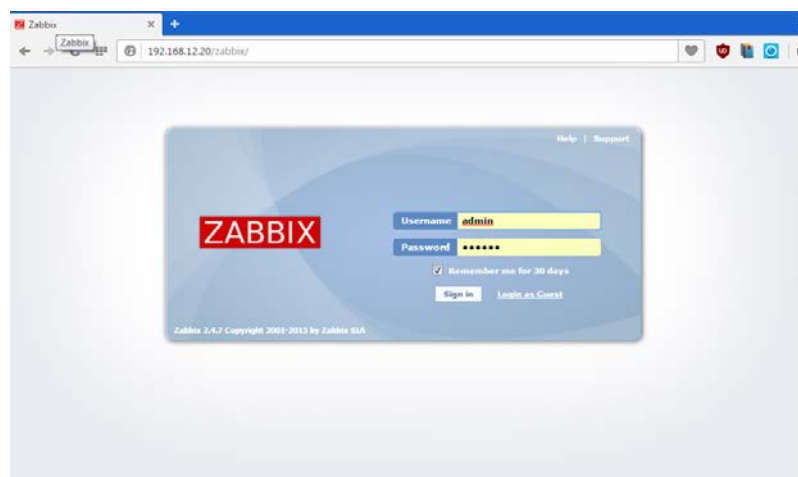 Zabbix
Zabbix
192.168.12.20/zabbix/
Help | Support
ZABBIX
Username admin
Password ••••••
Remember me for 30 days
Sign in Login as Guest
Zabbix 2.4.7 Copyright 2001-2015 by Zabbix SIA